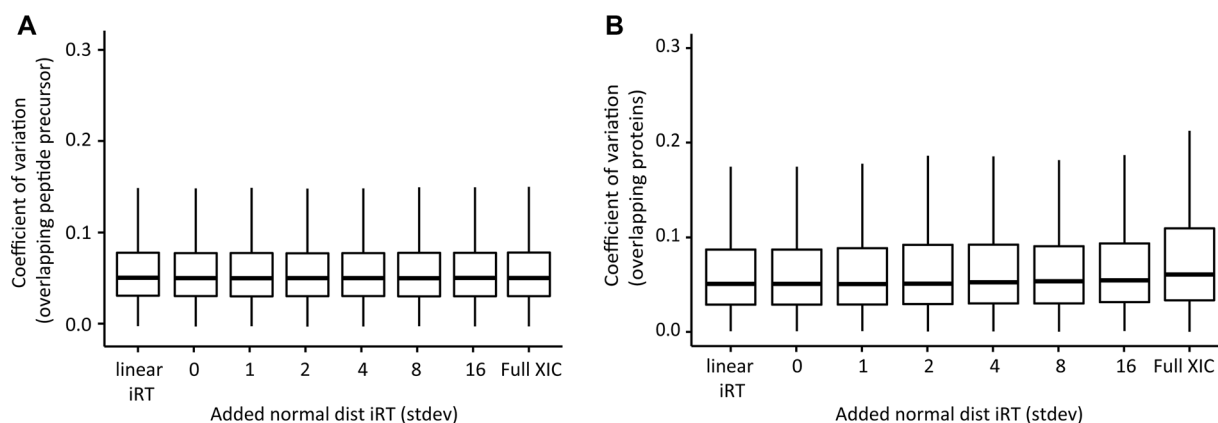 A
Coefficient of variation
(overlapping peptide precursor)
0.3
0.2
0.1
0.0
linear iRT 0 1 2 4 8 16 Full XIC
Added normal dist iRT (stdev)
B
Coefficient of variation
(overlapping proteins)
0.3
0.2
0.1
0.0
linear iRT 0 1 2 4 8 16 Full XIC
Added normal dist iRT (stdev)